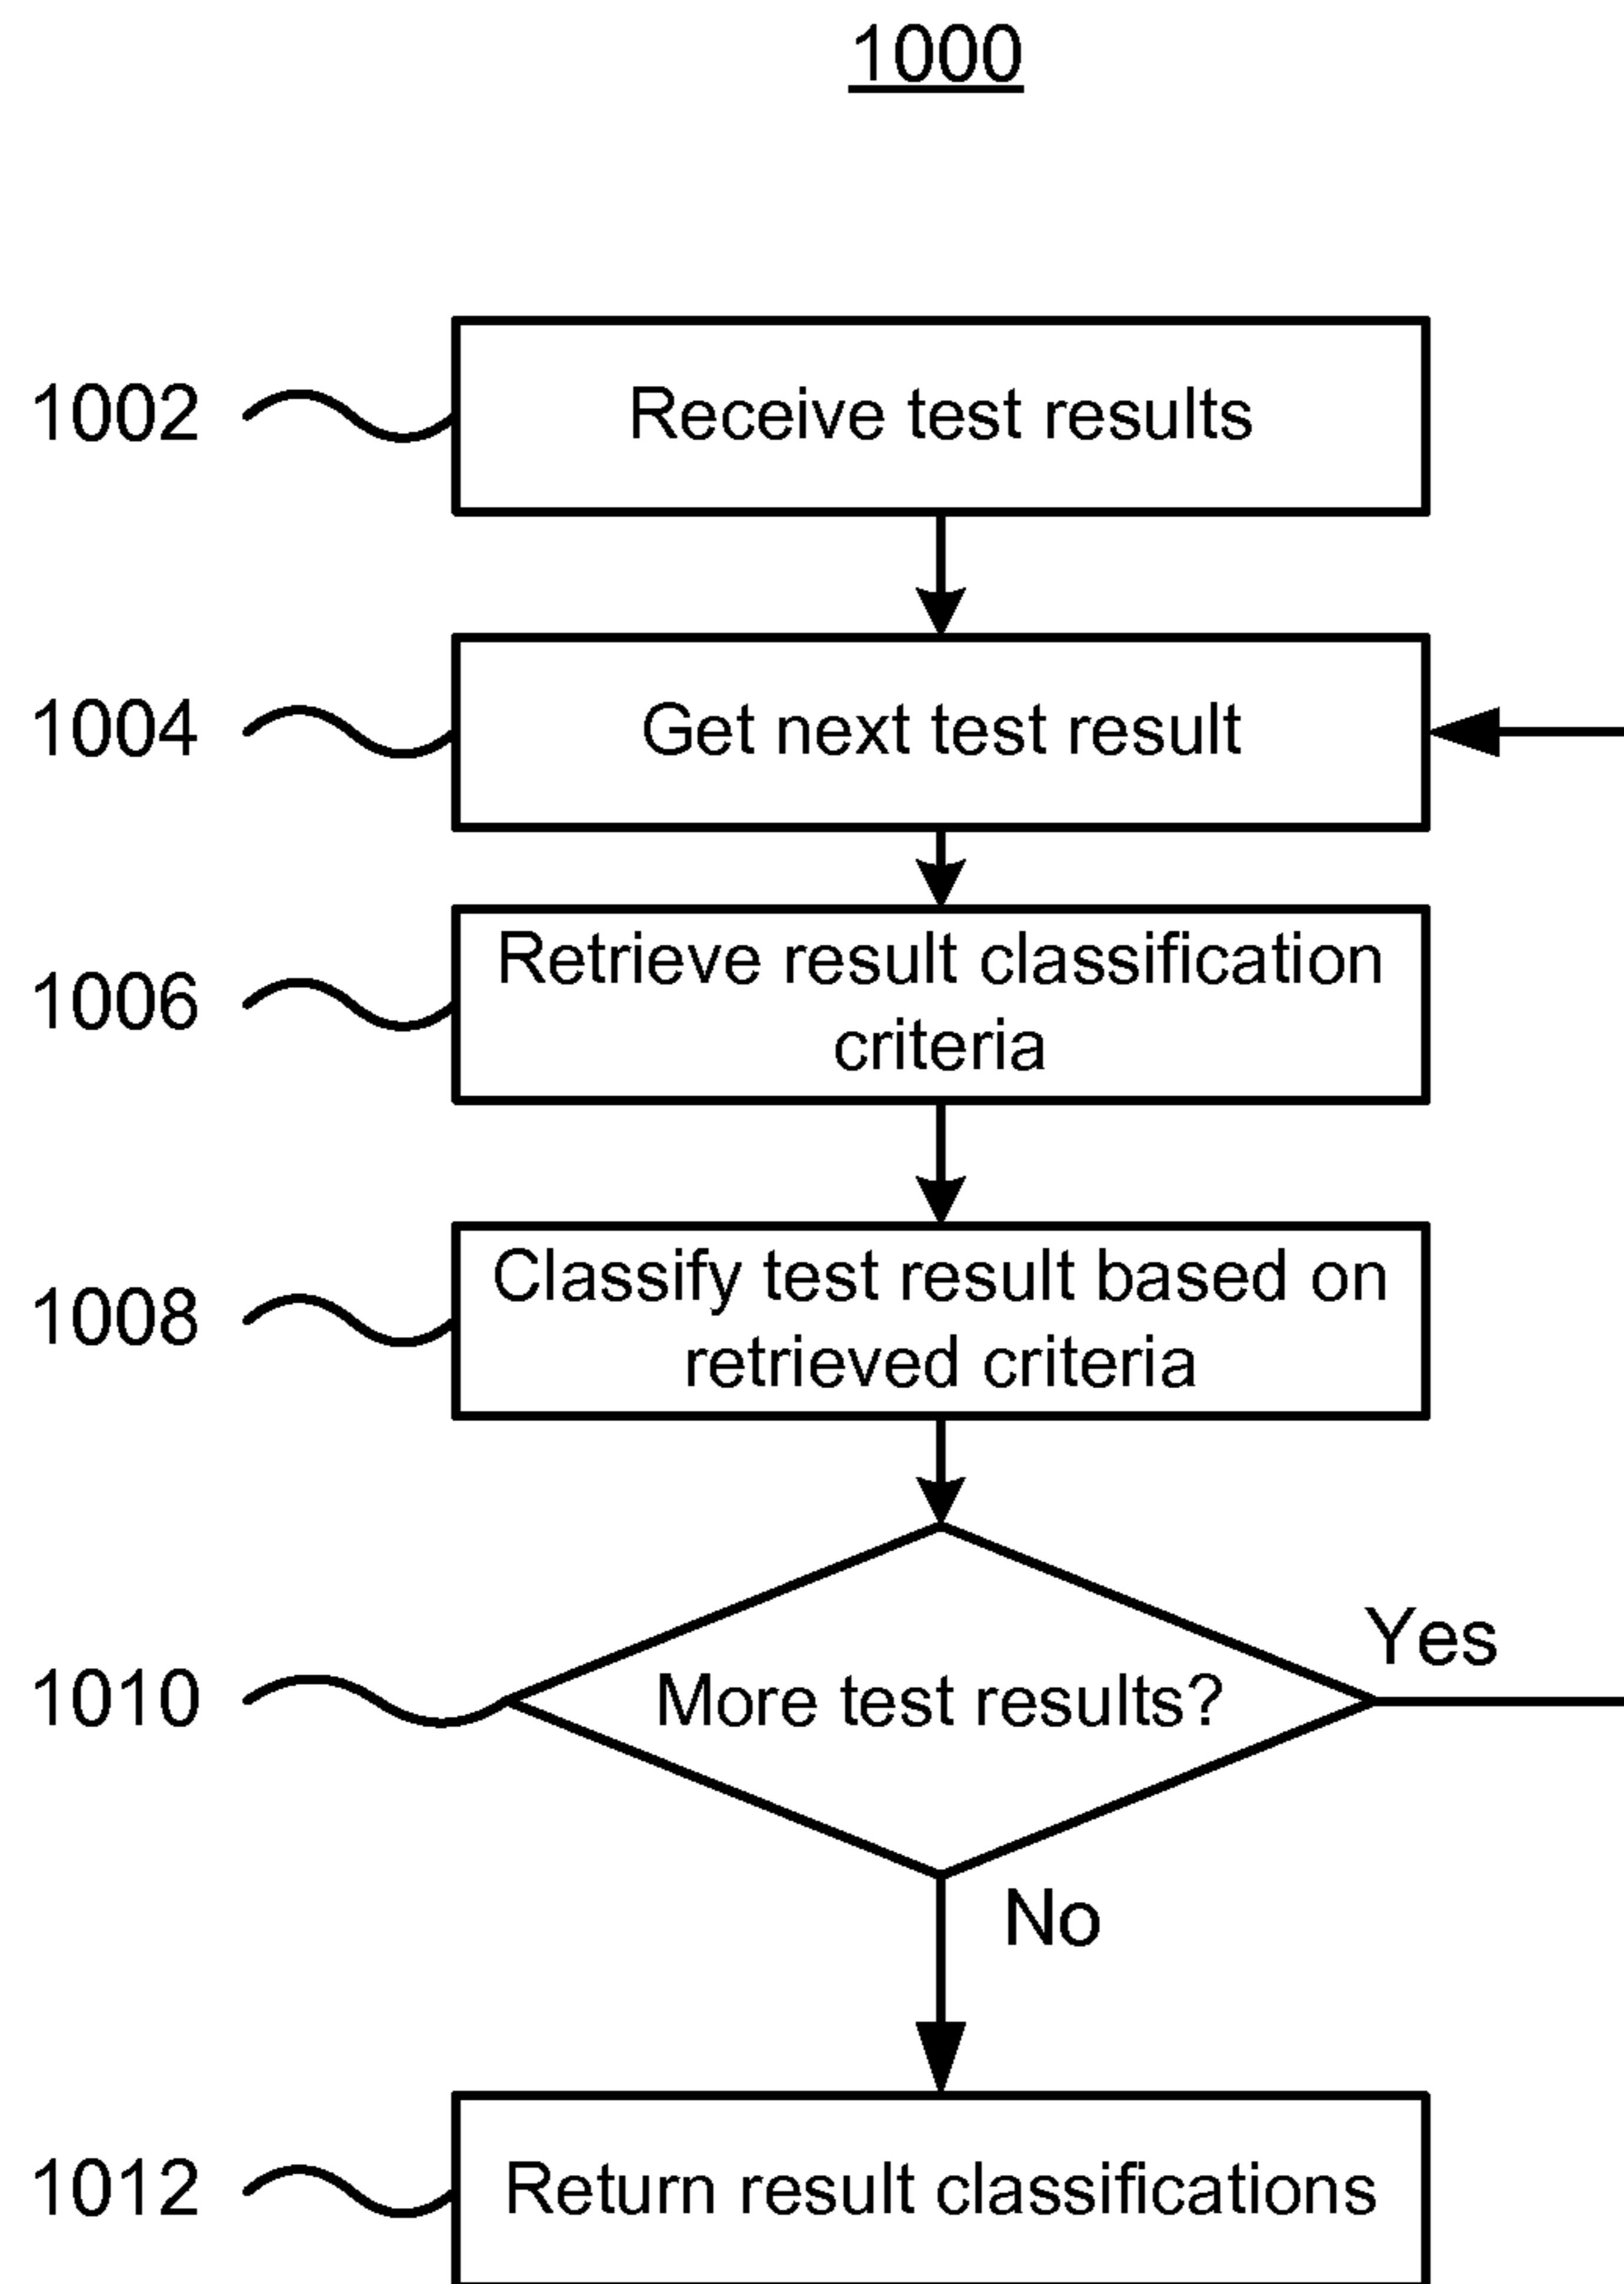 1000
1002
Receive test results
1004
Get next test result
1006
Retrieve result classification
criteria
1008
Classify test result based on
retrieved criteria
1010
More test results?
Yes
No
1012
Return result classifications